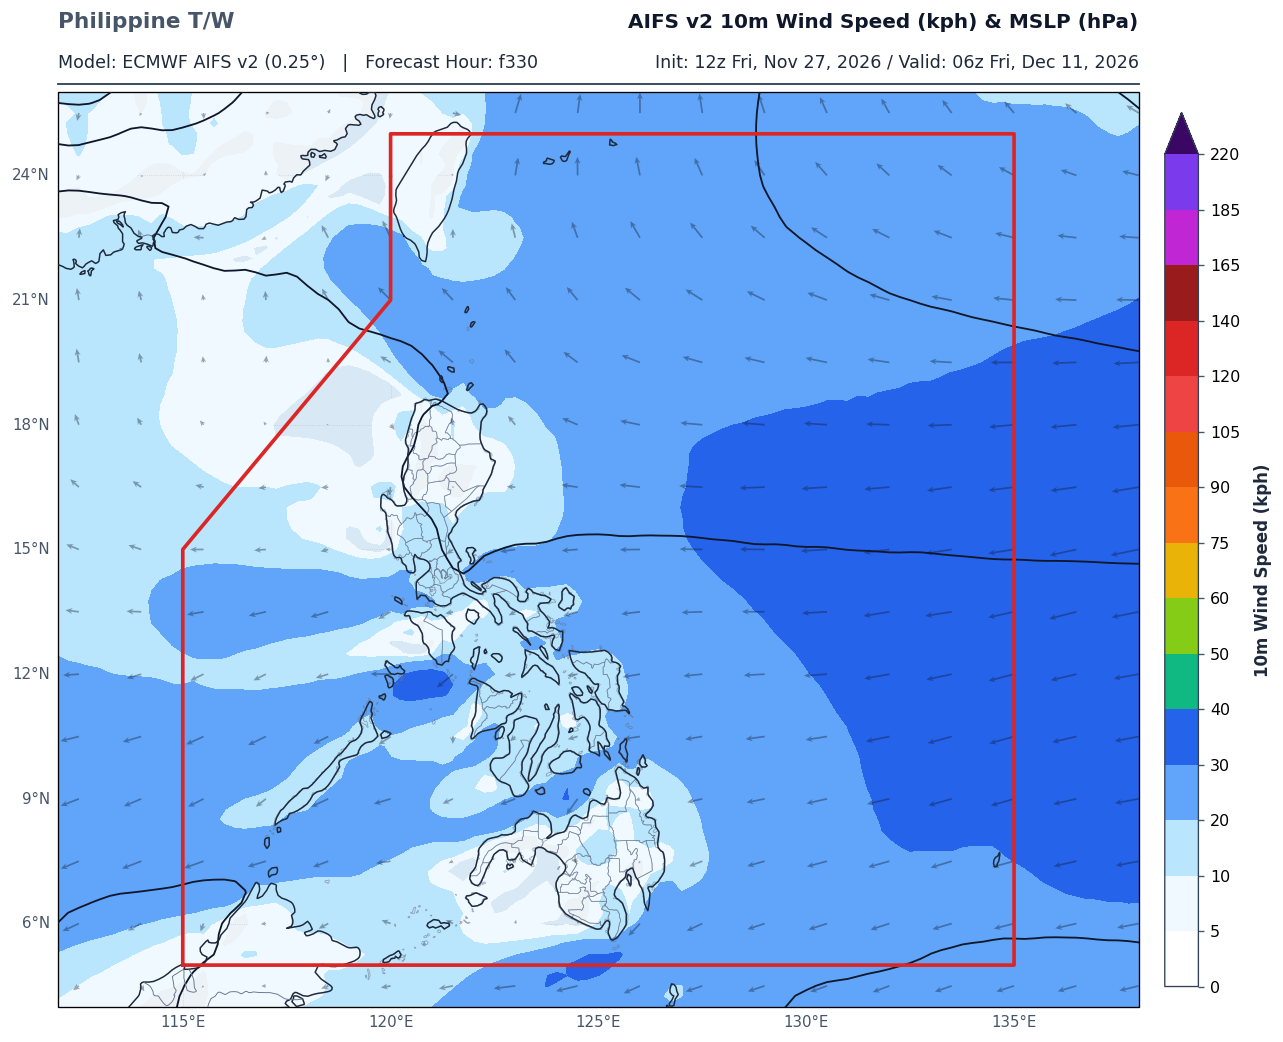 Philippine T/W
AIFS v2 10m Wind Speed (kph) & MSLP (hPa)
Model: ECMWF AIFS v2 (0.25°) | Forecast Hour: f330
Init: 12z Fri, Nov 27, 2026 / Valid: 06z Fri, Dec 11, 2026
24°N
21°N
18°N
15°N
12°N
9°N
6°N
115°E
120°E
125°E
130°E
135°E
220
185
165
140
120
105
90
75
60
50
40
30
20
10
5
0
10m Wind Speed (kph)